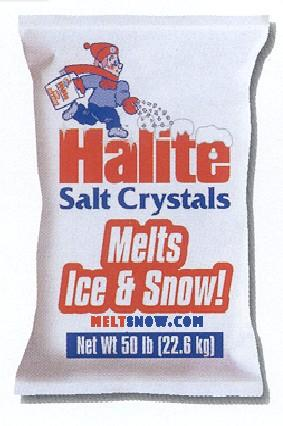 Halite
Salt Crystals
Melts
Ice & Snow!
MELTSNOW.COM
Net Wt 50 lb (22.6 kg)